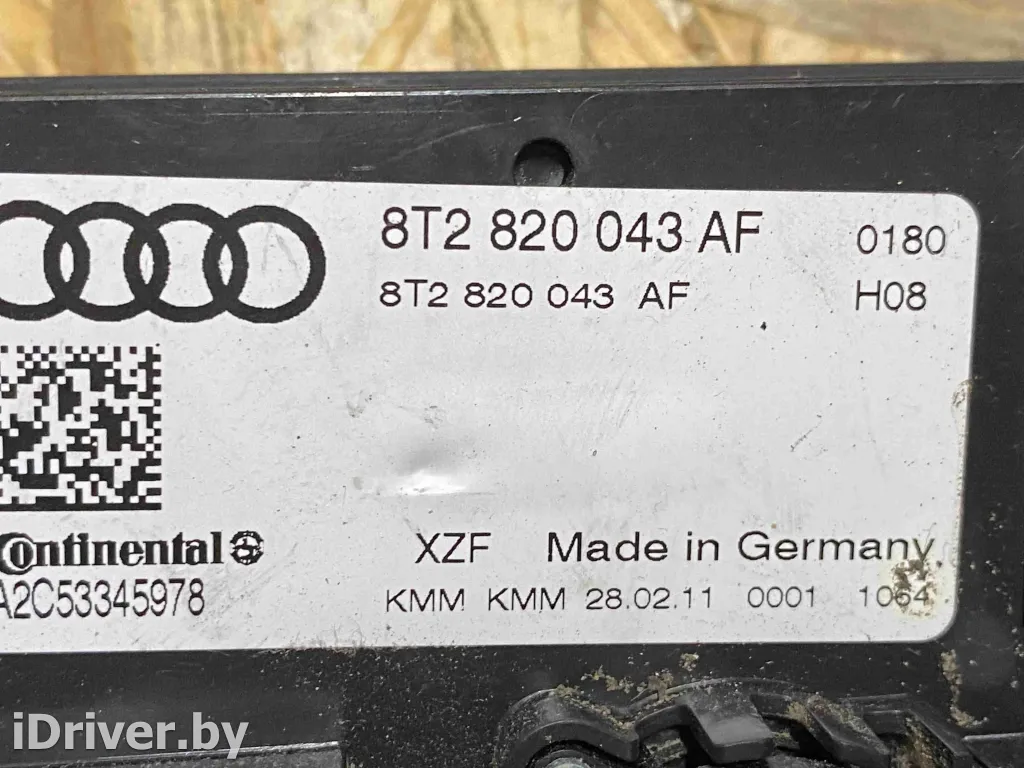 8T2 820 043 AF 0180
8T2 820 043 AF H08
Continental XZF Made in Germany
A2C53345978 KMM KMM 28.02.11 0001 1064
iDriver.by